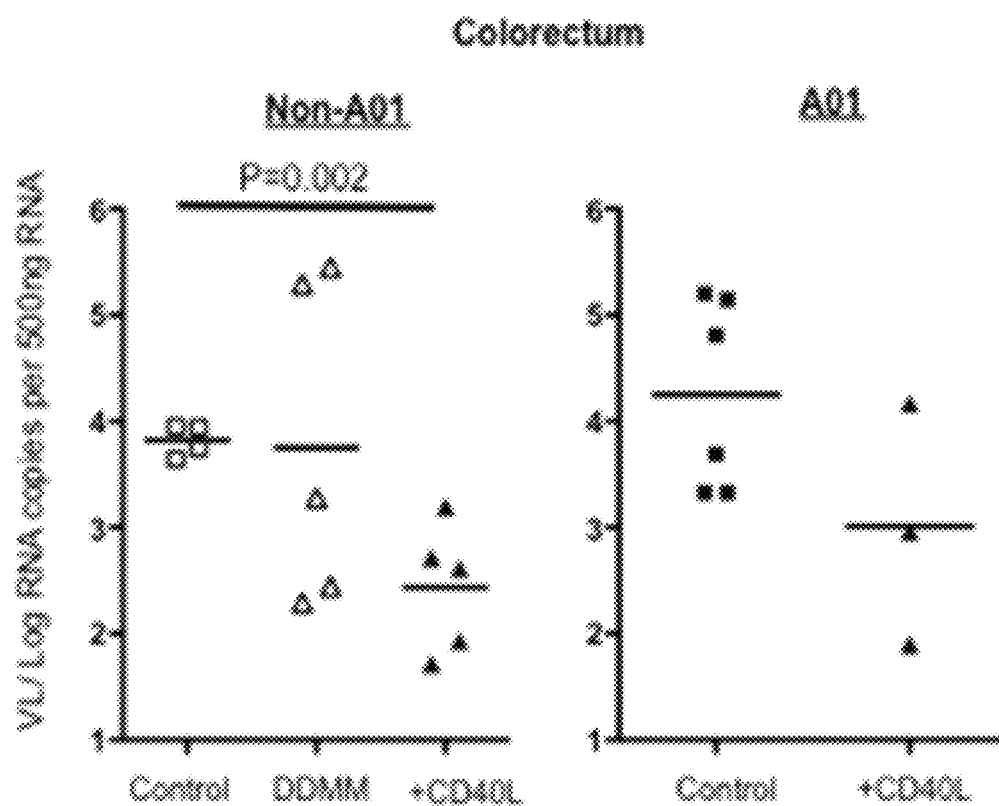 Colorectum
Non-A01
A01
P=0.002
VL/ Log RNA copies per 500ng RNA
6
5
4
3
2
1
Control DDMM +CD40L
6
5
4
3
2
1
Control +CD40L